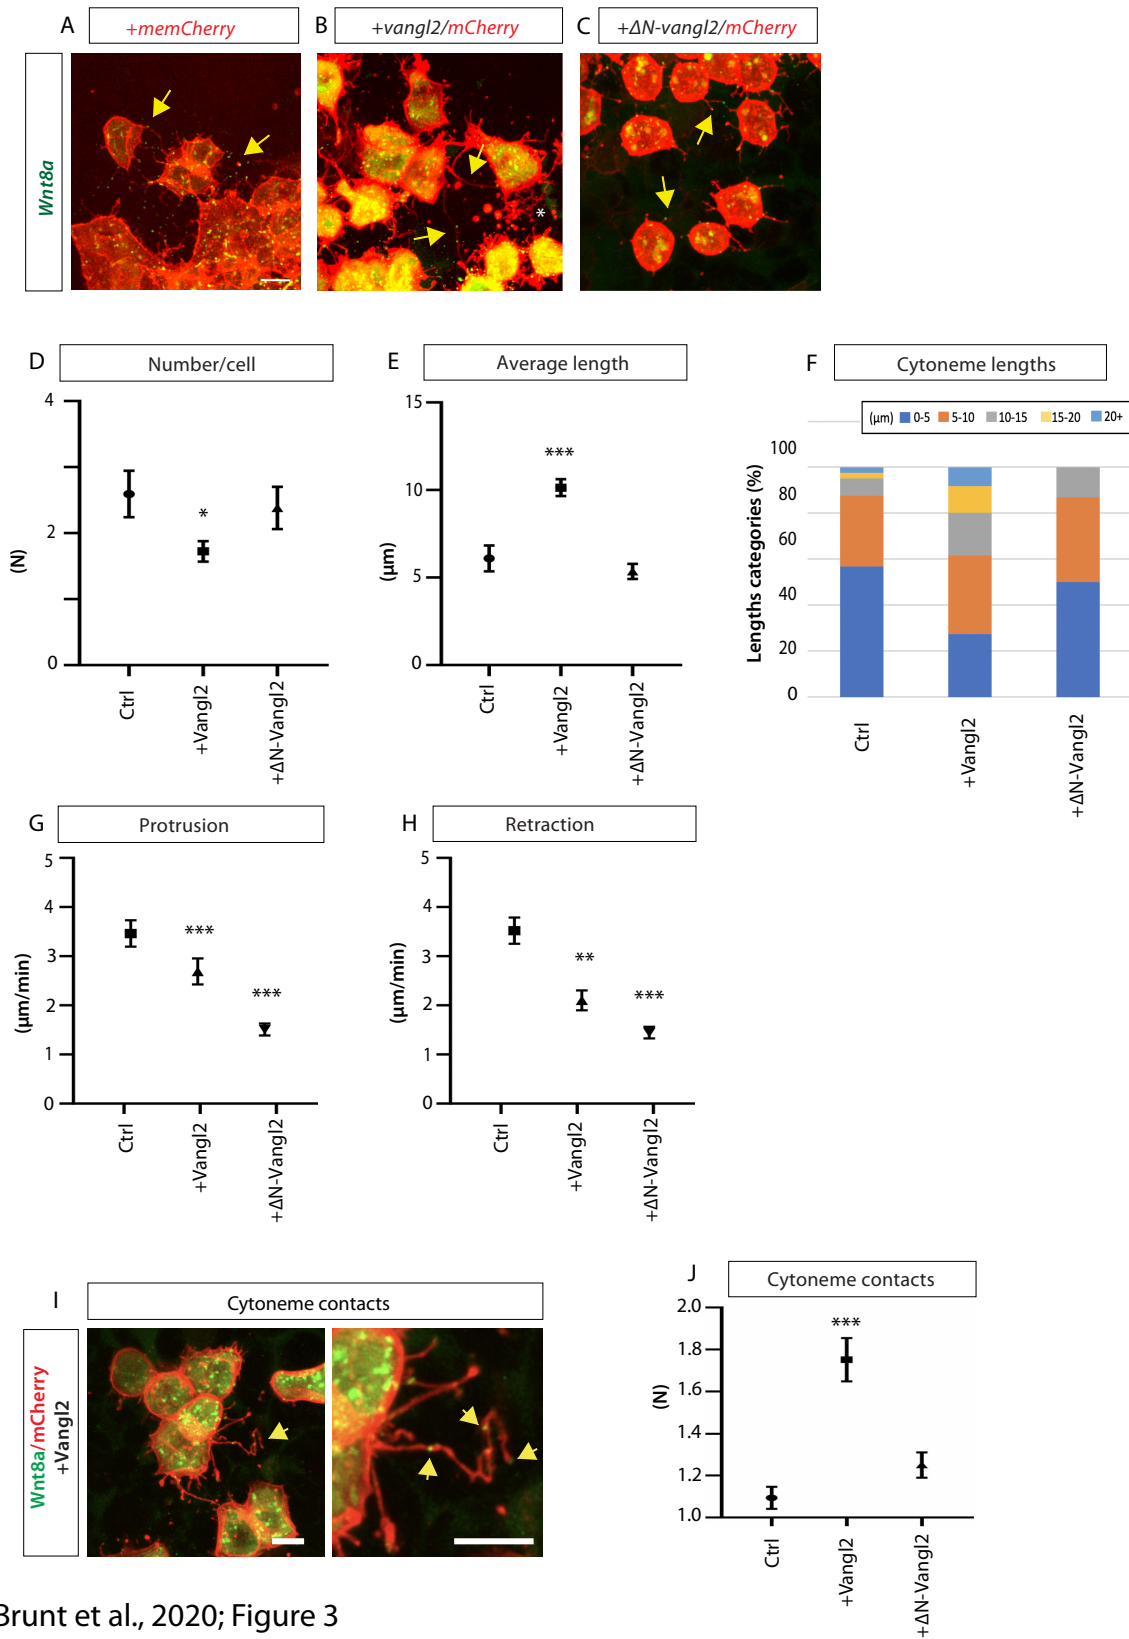 A
+memCherry
B
+vangl2/mCherry
C
+ΔN-vangl2/mCherry
Wnt8a
*
D
Number/cell
4
2
0
(N)
*
Ctrl
+Vangl2
+ΔN-Vangl2
E
Average length
15
10
5
0
(μm)
***
Ctrl
+Vangl2
+ΔN-Vangl2
F
Cytoneme lengths
(μm) 0-5 5-10 10-15 15-20 20+
100
80
60
40
20
0
Lengths categories (%)
Ctrl
+Vangl2
+ΔN-Vangl2
G
Protrusion
5
4
3
2
1
0
(μm/min)
***
***
Ctrl
+Vangl2
+ΔN-Vangl2
H
Retraction
5
4
3
2
1
0
(μm/min)
**
***
Ctrl
+Vangl2
+ΔN-Vangl2
I
Cytoneme contacts
Wnt8a/mCherry
+Vangl2
J
Cytoneme contacts
2.0
1.8
1.6
1.4
1.2
1.0
(N)
***
Ctrl
+Vangl2
+ΔN-Vangl2
Brunt et al., 2020; Figure 3